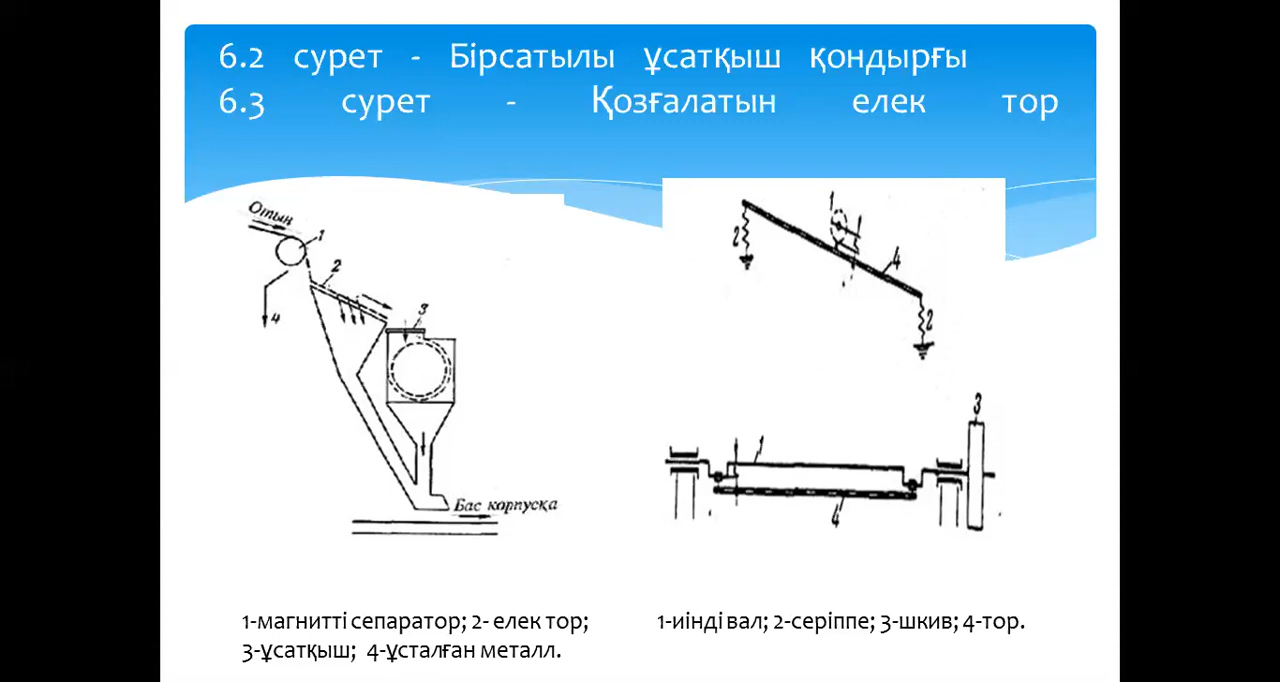 6.2 сурет - Бірсатылы ұсатқыш қондырғы
6.3 сурет - Қозғалатын елек тор
Отын
1
2
3
4
Бас корпусқа
1
2
4
2
3
1
4
1-магнитті сепаратор; 2- елек тор;
3-ұсатқыш; 4-ұсталған металл.
1-иінді вал; 2-серіппе; 3-шкив; 4-тор.